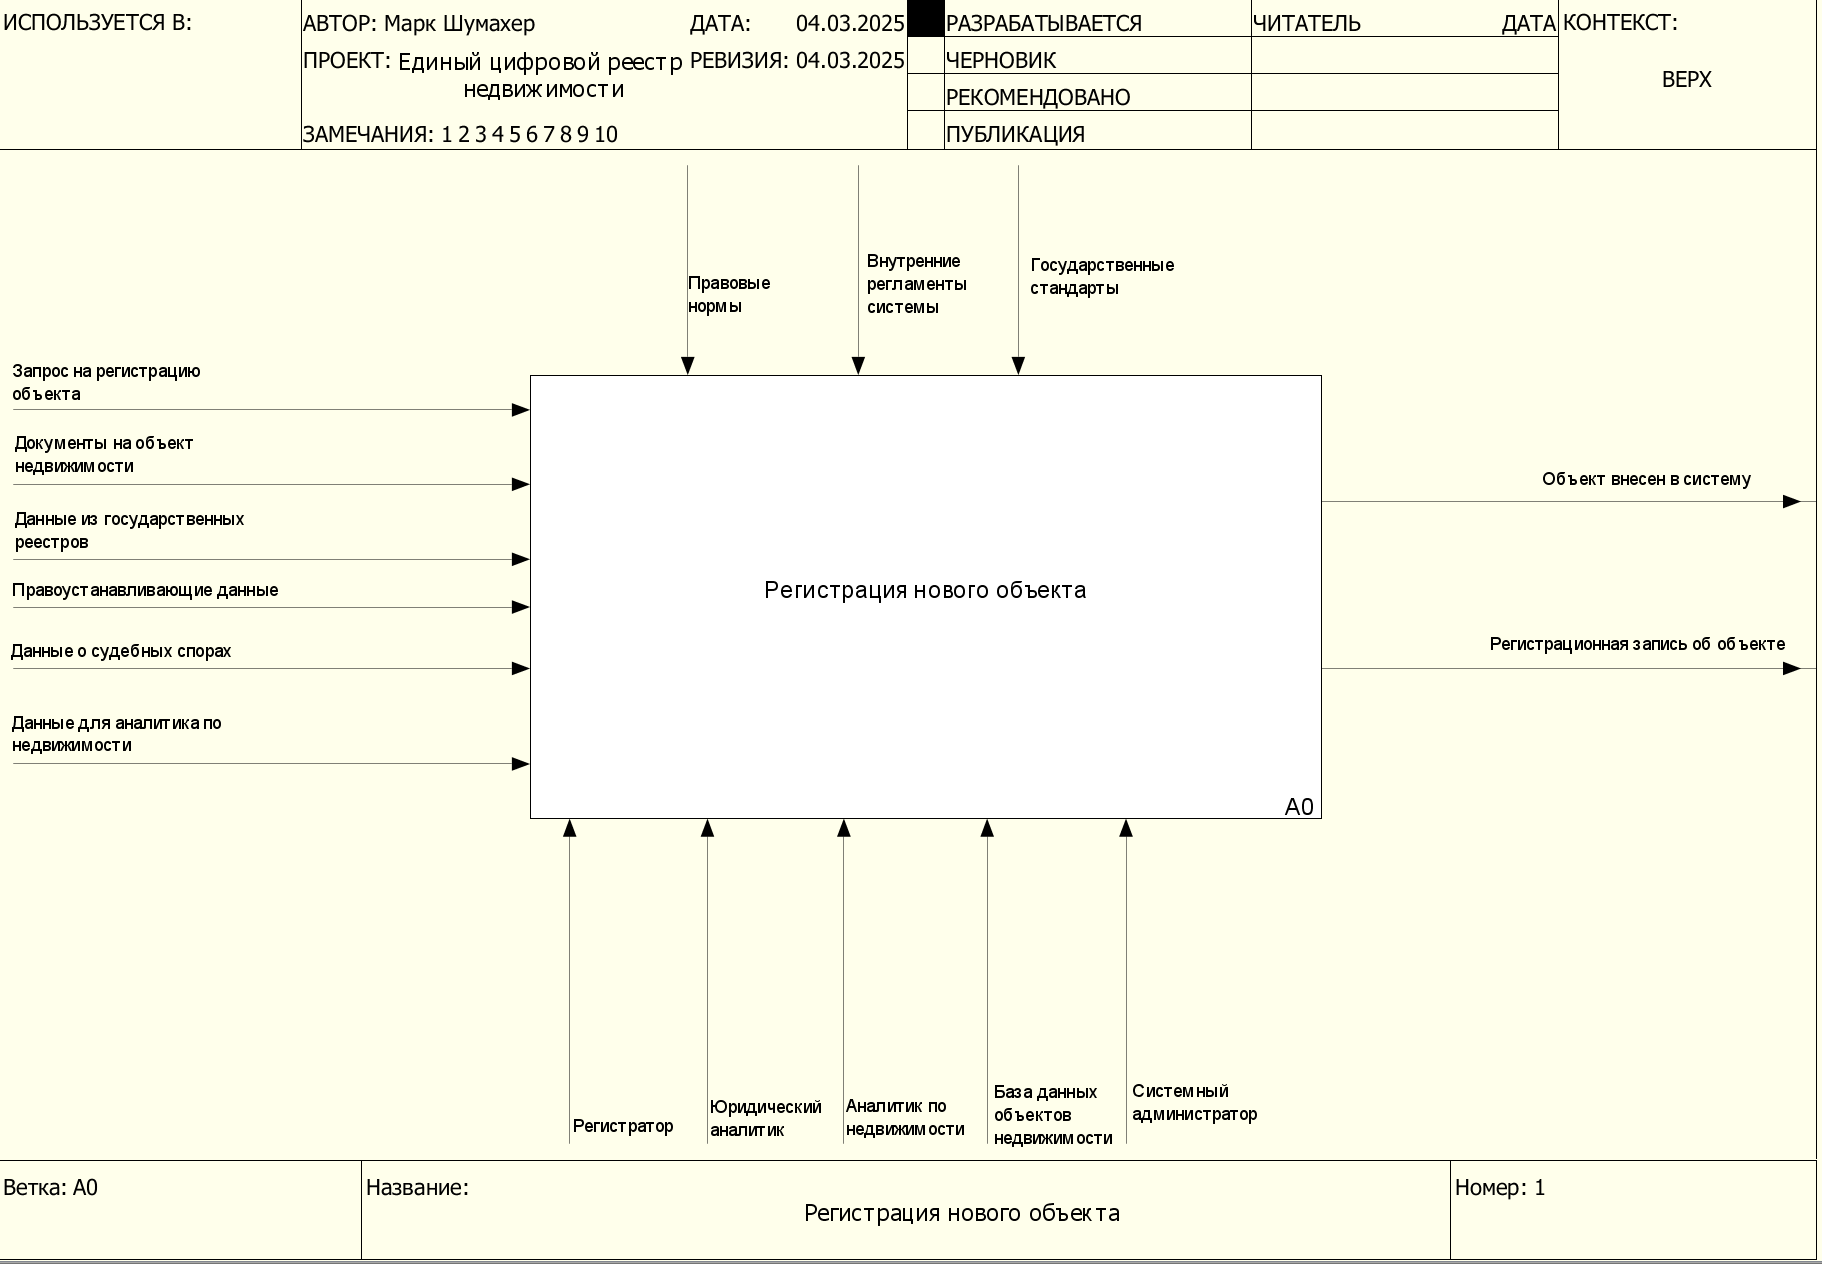 ИСПОЛЬЗУЕТСЯ В:
АВТОР: Марк Шумахер
ДАТА: 04.03.2025
ПРОЕКТ: Единый цифровой реестр
недвижимости
РЕВИЗИЯ: 04.03.2025
ЗАМЕЧАНИЯ: 1 2 3 4 5 6 7 8 9 10
РАЗРАБАТЫВАЕТСЯ
ЧЕРНОВИК
РЕКОМЕНДОВАНО
ПУБЛИКАЦИЯ
ЧИТАТЕЛЬ
ДАТА
КОНТЕКСТ:
ВЕРХ
Правовые
нормы
Внутренние
регламенты
системы
Государственные
стандарты
Запрос на регистрацию
объекта
Документы на объект
недвижимости
Данные из государственных
реестров
Правоустанавливающие данные
Данные о судебных спорах
Данные для аналитика по
недвижимости
Регистрация нового объекта
A0
Объект внесен в систему
Регистрационная запись об объекте
Регистратор
Юридический
аналитик
Аналитик по
недвижимости
База данных
объектов
недвижимости
Системный
администратор
Ветка: A0
Название:
Регистрация нового объекта
Номер: 1